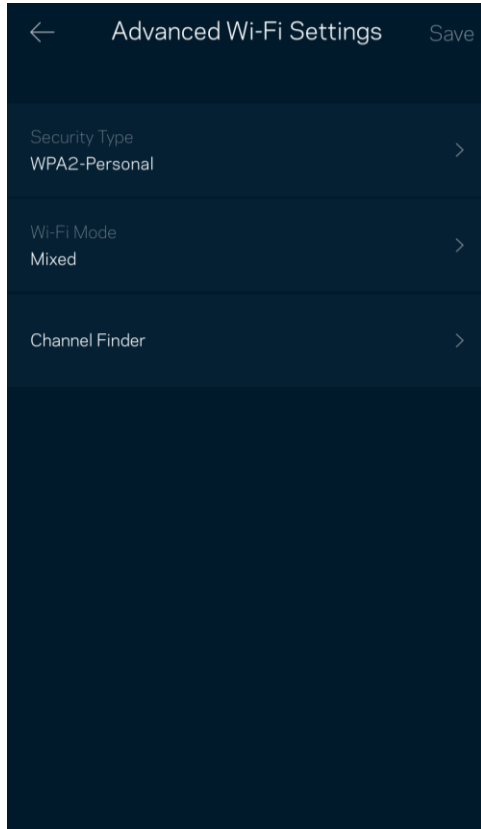 Advanced Wi-Fi Settings Save
Security Type
WPA2-Personal
Wi-Fi Mode
Mixed
Channel Finder